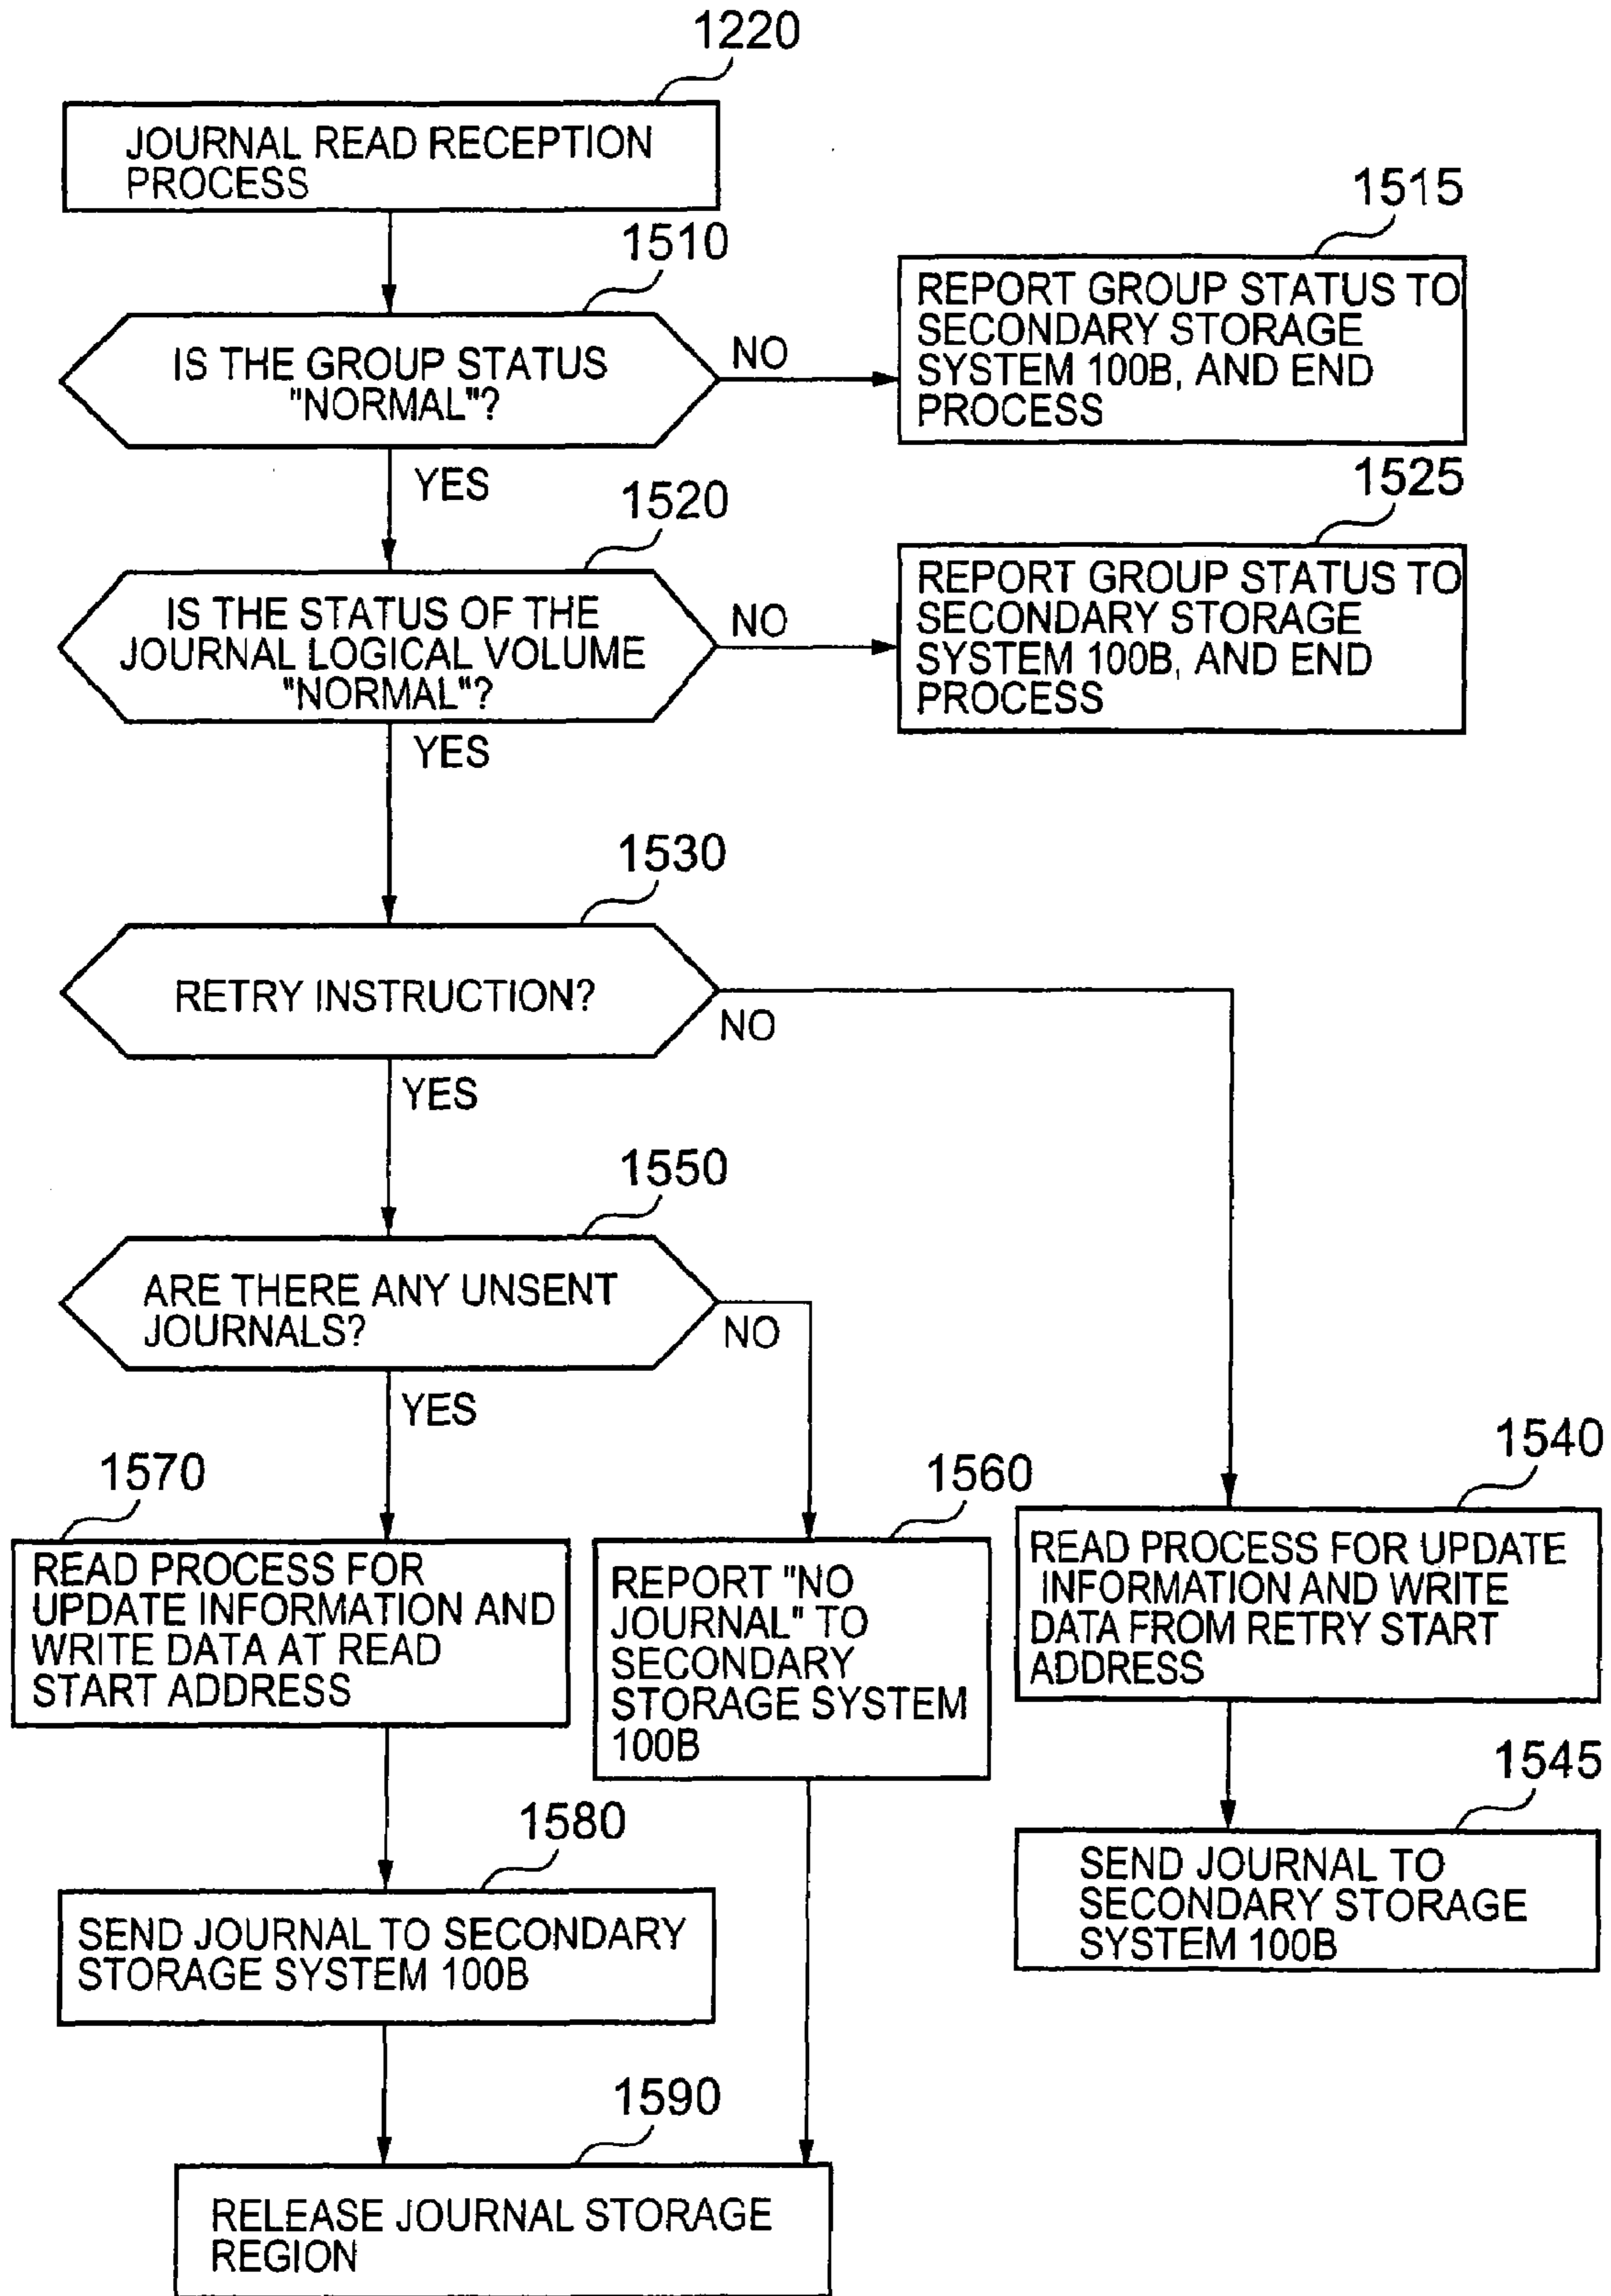 1220
JOURNAL READ RECEPTION
PROCESS
1510
IS THE GROUP STATUS
"NORMAL"?
NO
YES
1515
REPORT GROUP STATUS TO
SECONDARY STORAGE
SYSTEM 100B, AND END
PROCESS
1520
IS THE STATUS OF THE
JOURNAL LOGICAL VOLUME
"NORMAL"?
NO
YES
1525
REPORT GROUP STATUS TO
SECONDARY STORAGE
SYSTEM 100B, AND END
PROCESS
1530
RETRY INSTRUCTION?
NO
YES
1550
ARE THERE ANY UNSENT
JOURNALS?
NO
YES
1570
READ PROCESS FOR
UPDATE INFORMATION AND
WRITE DATA AT READ
START ADDRESS
1560
REPORT "NO
JOURNAL" TO
SECONDARY
STORAGE SYSTEM
100B
1540
READ PROCESS FOR UPDATE
INFORMATION AND WRITE
DATA FROM RETRY START
ADDRESS
1545
SEND JOURNAL TO
SECONDARY STORAGE
SYSTEM 100B
1580
SEND JOURNAL TO SECONDARY
STORAGE SYSTEM 100B
1590
RELEASE JOURNAL STORAGE
REGION